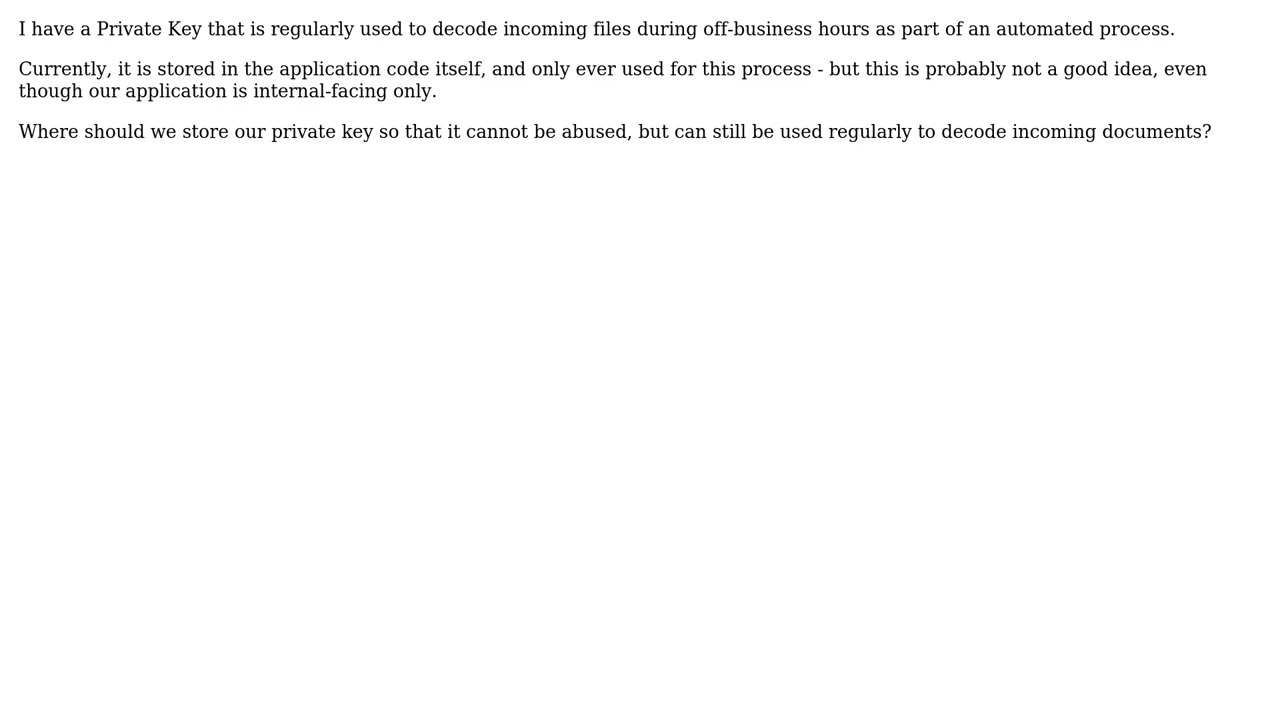 I have a Private Key that is regularly used to decode incoming files during off-business hours as part of an automated process.
Currently, it is stored in the application code itself, and only ever used for this process - but this is probably not a good idea, even
though our application is internal-facing only.
Where should we store our private key so that it cannot be abused, but can still be used regularly to decode incoming documents?